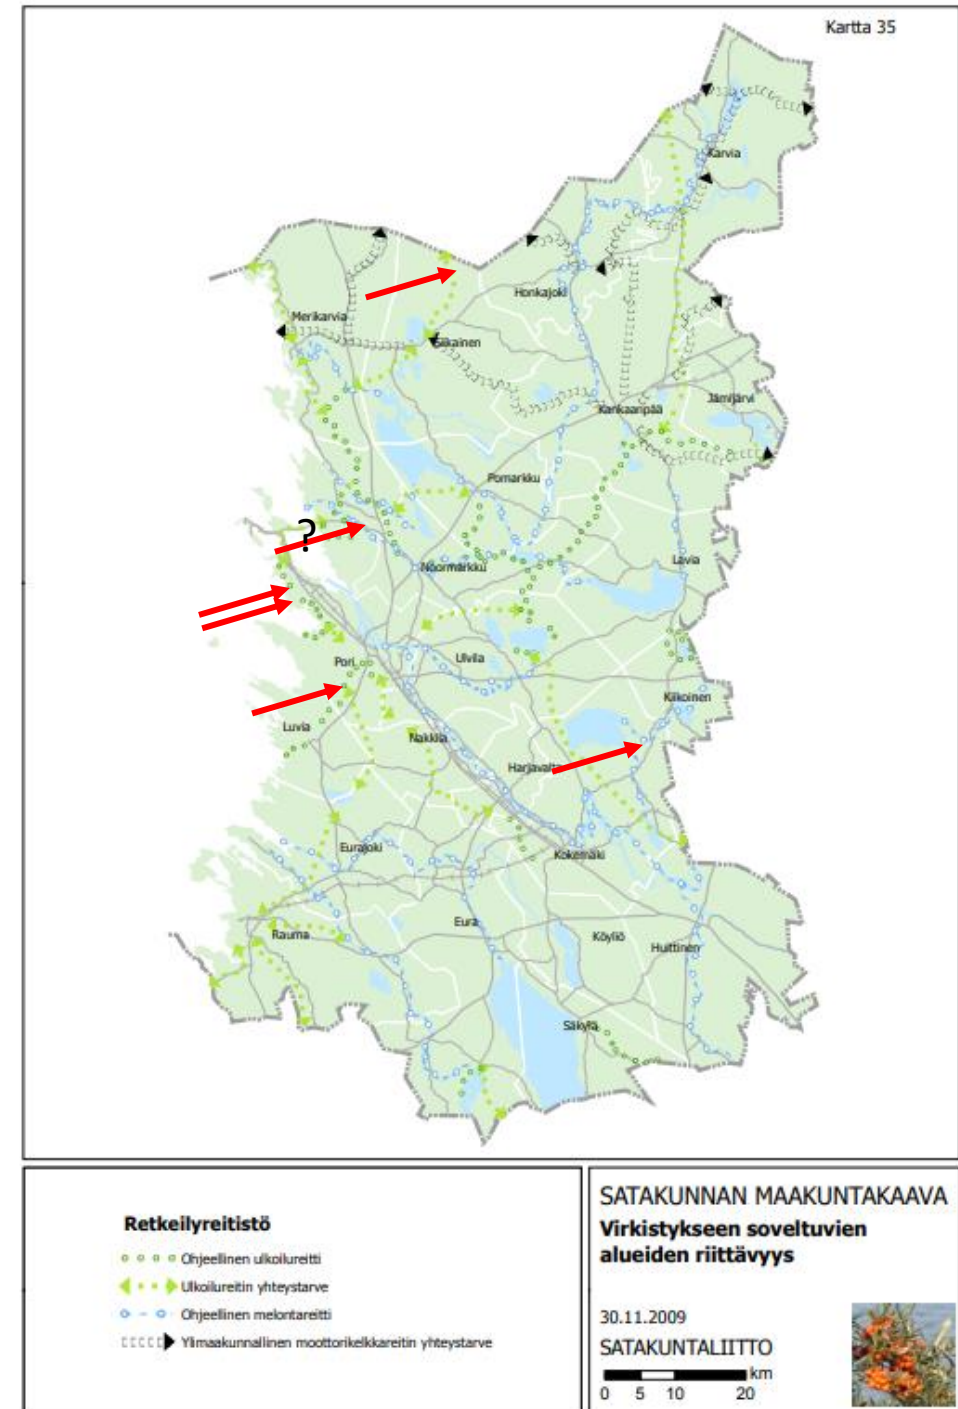 Kartta 35
Karvia
Honkajoki
Merikarvia
Siikainen
Jämijärvi
Kankaanpää
Pomarkku
?
Lavia
Noormarkku
Pori
Ulvila
Kiikoinen
Luvia
Nakkila
Harjavalta
Eurajoki
Kokemäki
Eura
Rauma
Köyliö
Huittinen
Säkylä
Retkeilyreitistö
Ohjeellinen ulkoilureitti
Ulkoilureitin yhteystarve
Ohjeellinen melontareitti
Ylimaakunnallinen moottorikelkkareitin yhteystarve
SATAKUNNAN MAAKUNTAKAAVA
Virkistykseen soveltuvien
alueiden riittävyys
30.11.2009
SATAKUNTALIITTO
km
0 5 10 20